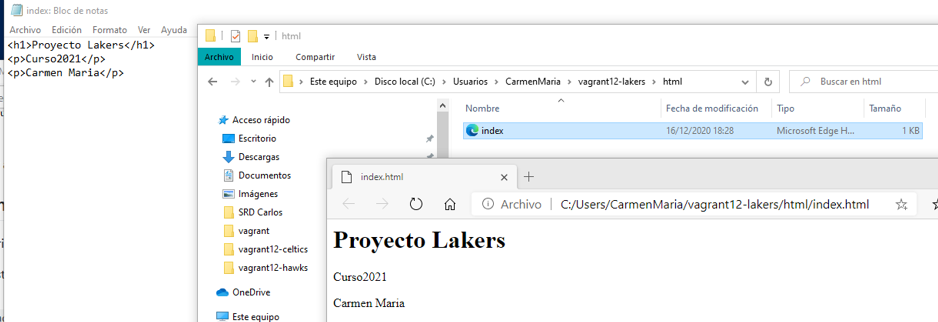 index: Bloc de notas
Archivo Edición Formato Ver Ayuda
<h1>Proyecto Lakers</h1>
<p>Curso2021</p>
<p>Carmen Maria</p>
html
Archivo Inicio Compartir Vista
Este equipo > Disco local (C:) > Usuarios > CarmenMaria > vagrant12-lakers > html
Buscar en html
Nombre Fecha de modificación Tipo Tamaño
index 16/12/2020 18:28 Microsoft Edge H... 1 KB
Acceso rápido
Escritorio
Descargas
Documentos
Imágenes
SRD Carlos
vagrant
vagrant12-celtics
vagrant12-hawks
OneDrive
Este equipo
index.html
Archivo | C:/Users/CarmenMaria/vagrant12-lakers/html/index.html
Proyecto Lakers
Curso2021
Carmen Maria